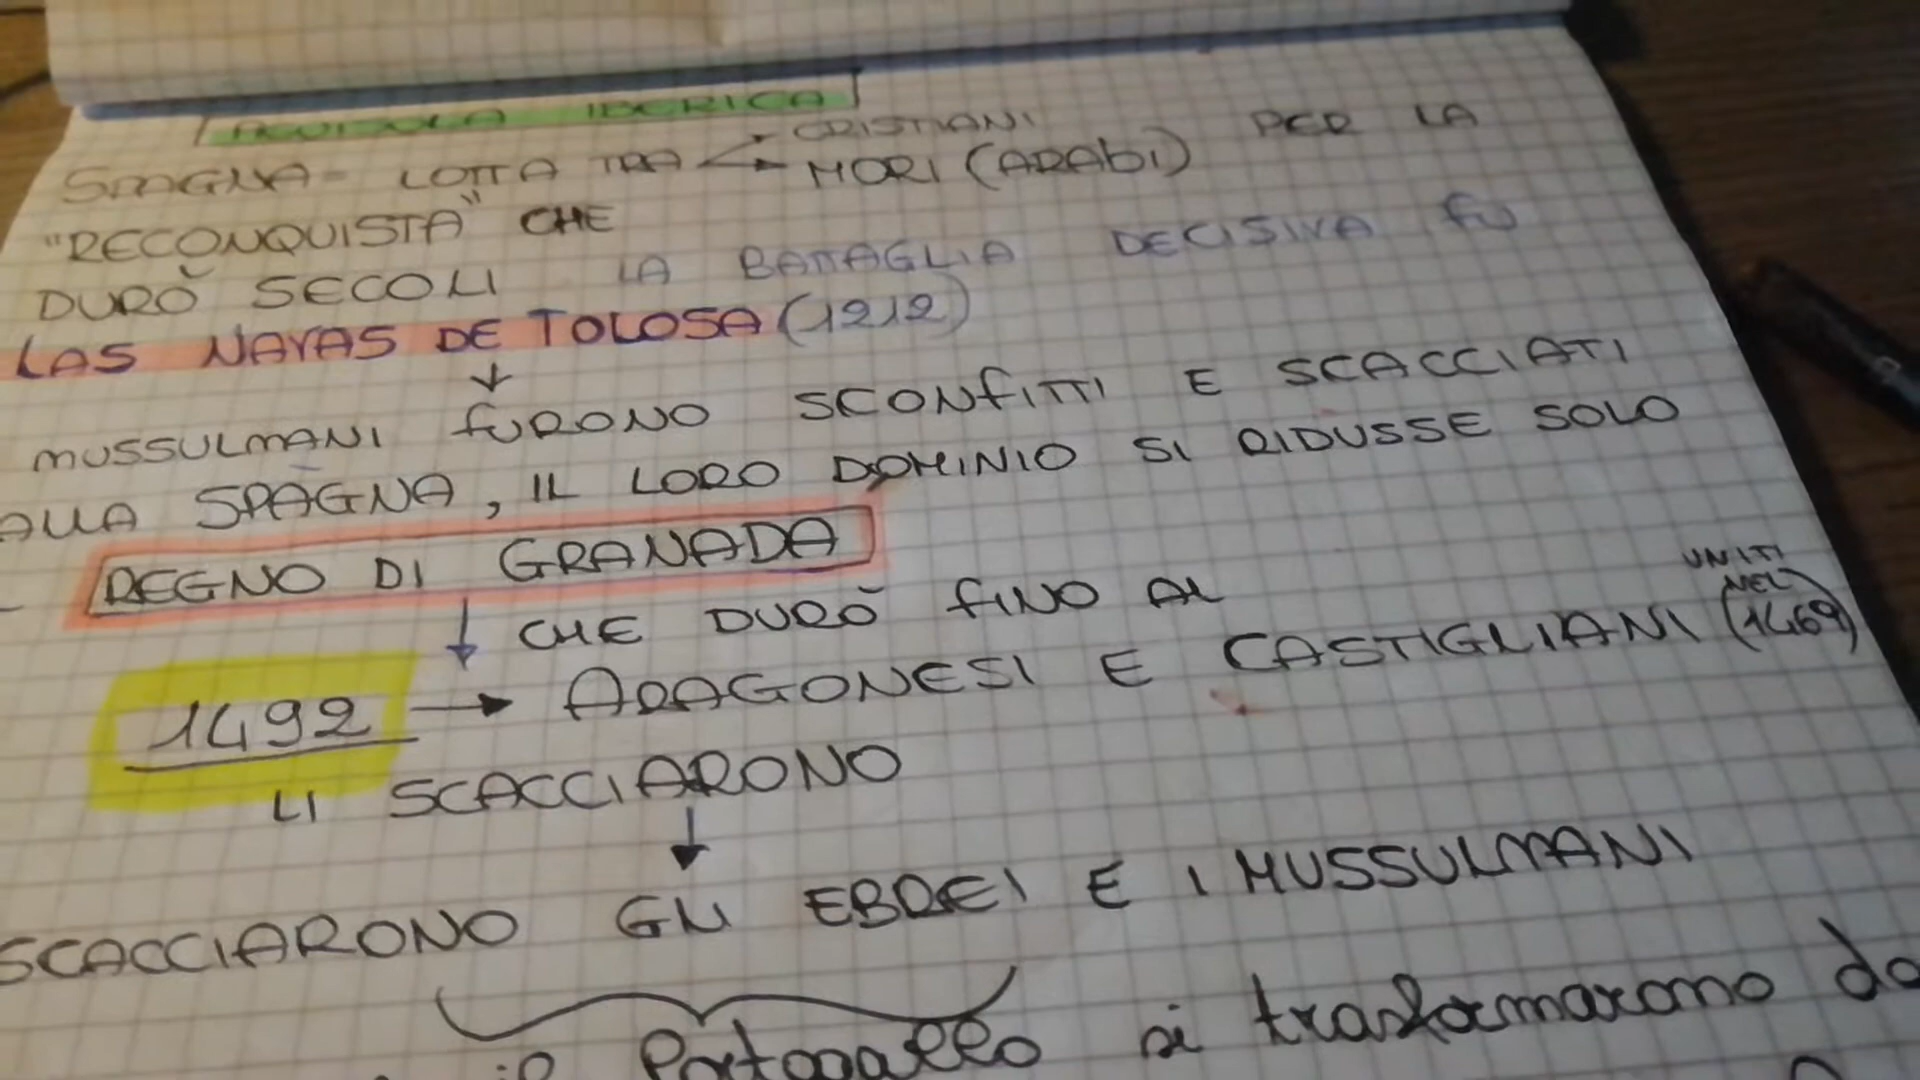 PENISOLA IBERICA
SPAGNA - LOTTA TRA CRISTIANI
MORI (ARABI) PER LA
"RECONQUISTA" CHE
DURÒ SECOLI LA BATTAGLIA DECISIVA FU
LAS NAVAS DE TOLOSA (1212)
MUSSULMANI FURONO SCONFITTI E SCACCIATI
DALLA SPAGNA, IL LORO DOMINIO SI RIDUSSE SOLO
REGNO DI GRANADA
CHE DURÒ FINO AL
1492 → ARAGONESI E CASTIGLIANI (1469)
UNITI NEL
LI SCACCIARONO
SCACCIARONO GLI EBREI E I MUSSULMANI
il Portogallo si trasformarono da